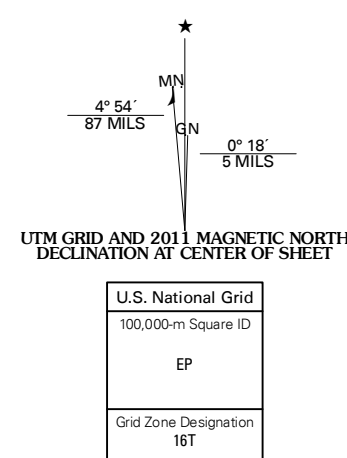 ★
MN
4° 54´
87 MILS
GN
0° 18´
5 MILS
UTM GRID AND 2011 MAGNETIC NORTH
DECLINATION AT CENTER OF SHEET
U.S. National Grid
100,000-m Square ID
EP
Grid Zone Designation
16T